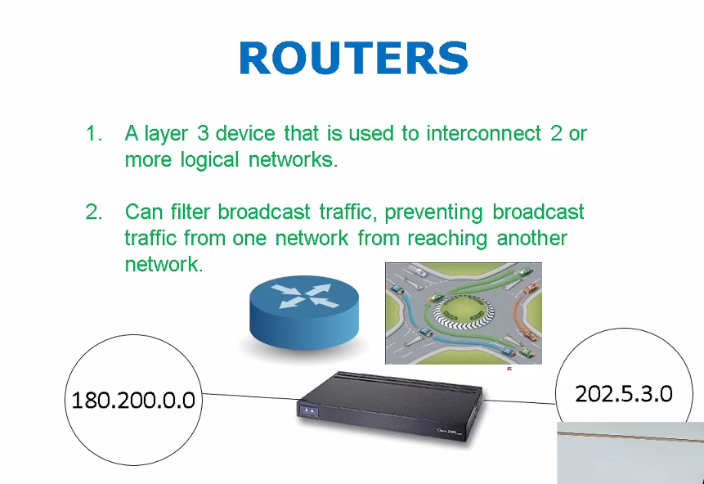 ROUTERS
1. A layer 3 device that is used to interconnect 2 or
more logical networks.
2. Can filter broadcast traffic, preventing broadcast
traffic from one network from reaching another
network.
180.200.0.0
202.5.3.0